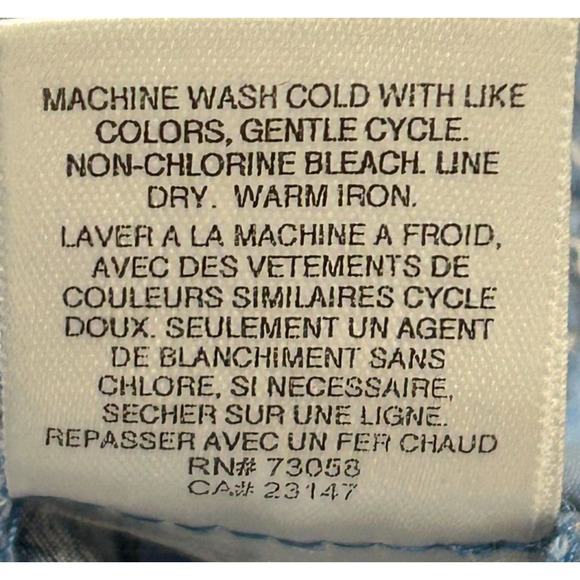 MACHINE WASH COLD WITH LIKE
COLORS, GENTLE CYCLE.
NON-CHLORINE BLEACH. LINE
DRY. WARM IRON.
LAVER A LA MACHINE A FROID,
AVEC DES VETEMENTS DE
COULEURS SIMILAIRES CYCLE
DOUX. SEULEMENT UN AGENT
DE BLANCHIMENT SANS
CHLORE, SI NECESSAIRE,
SECHER SUR UNE LIGNE.
REPASSER AVEC UN FER CHAUD
RN# 73058
CA# 23147